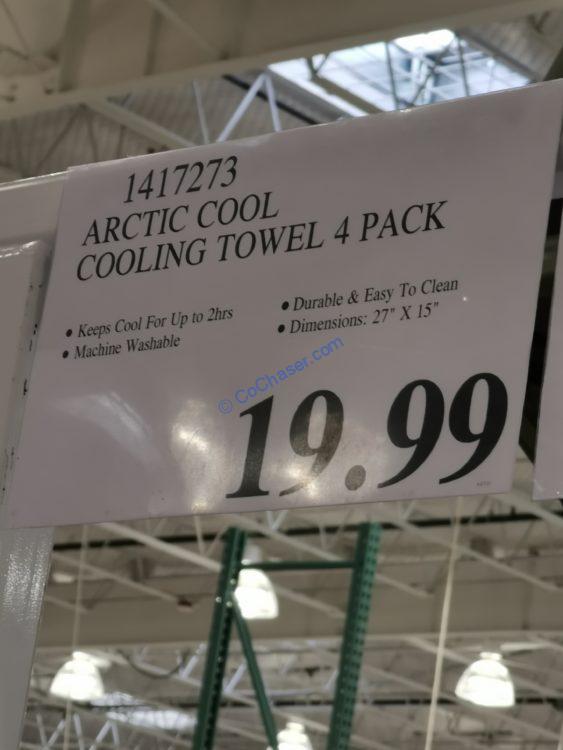 1417273
ARCTIC COOL
COOLING TOWEL 4 PACK
• Keeps Cool For Up to 2hrs
• Machine Washable
• Durable & Easy To Clean
• Dimensions: 27" X 15"
© CoChaser.com
19.99